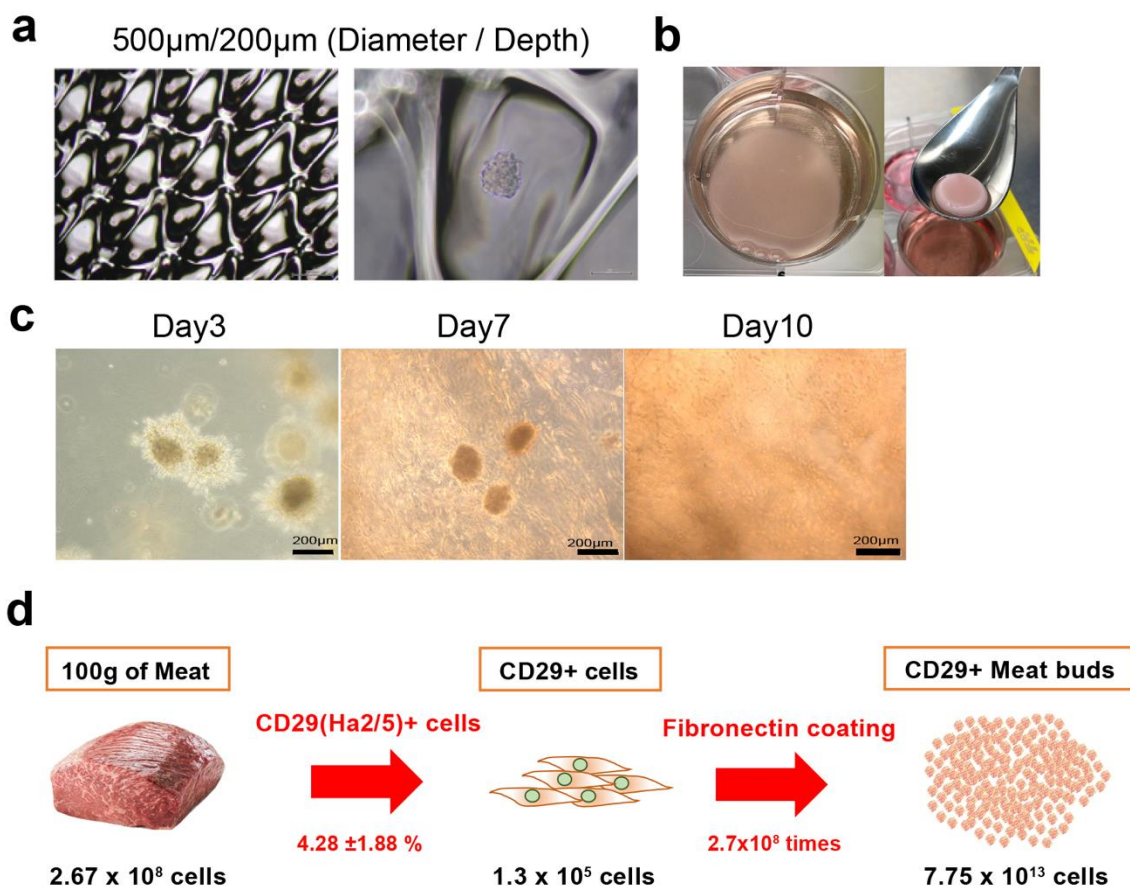 a
500μm/200μm (Diameter / Depth)
b
c
Day3
Day7
Day10
200μm
200μm
200μm
d
100g of Meat
CD29+ cells
CD29+ Meat buds
CD29(Ha2/5)+ cells
Fibronectin coating
4.28 ±1.88 %
2.7x10⁸ times
2.67 x 10⁸ cells
1.3 x 10⁵ cells
7.75 x 10¹³ cells